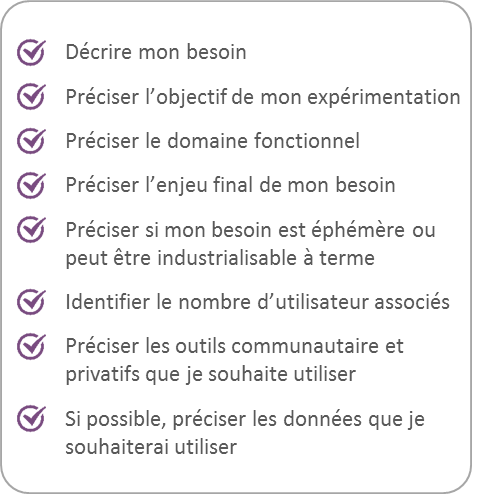 Décrire mon besoin
Préciser l’objectif de mon expérimentation
Préciser le domaine fonctionnel
Préciser l’enjeu final de mon besoin
Préciser si mon besoin est éphémère ou
peut être industrialisable à terme
Identifier le nombre d’utilisateur associés
Préciser les outils communautaire et
privatifs que je souhaite utiliser
Si possible, préciser les données que je
souhaiterai utiliser